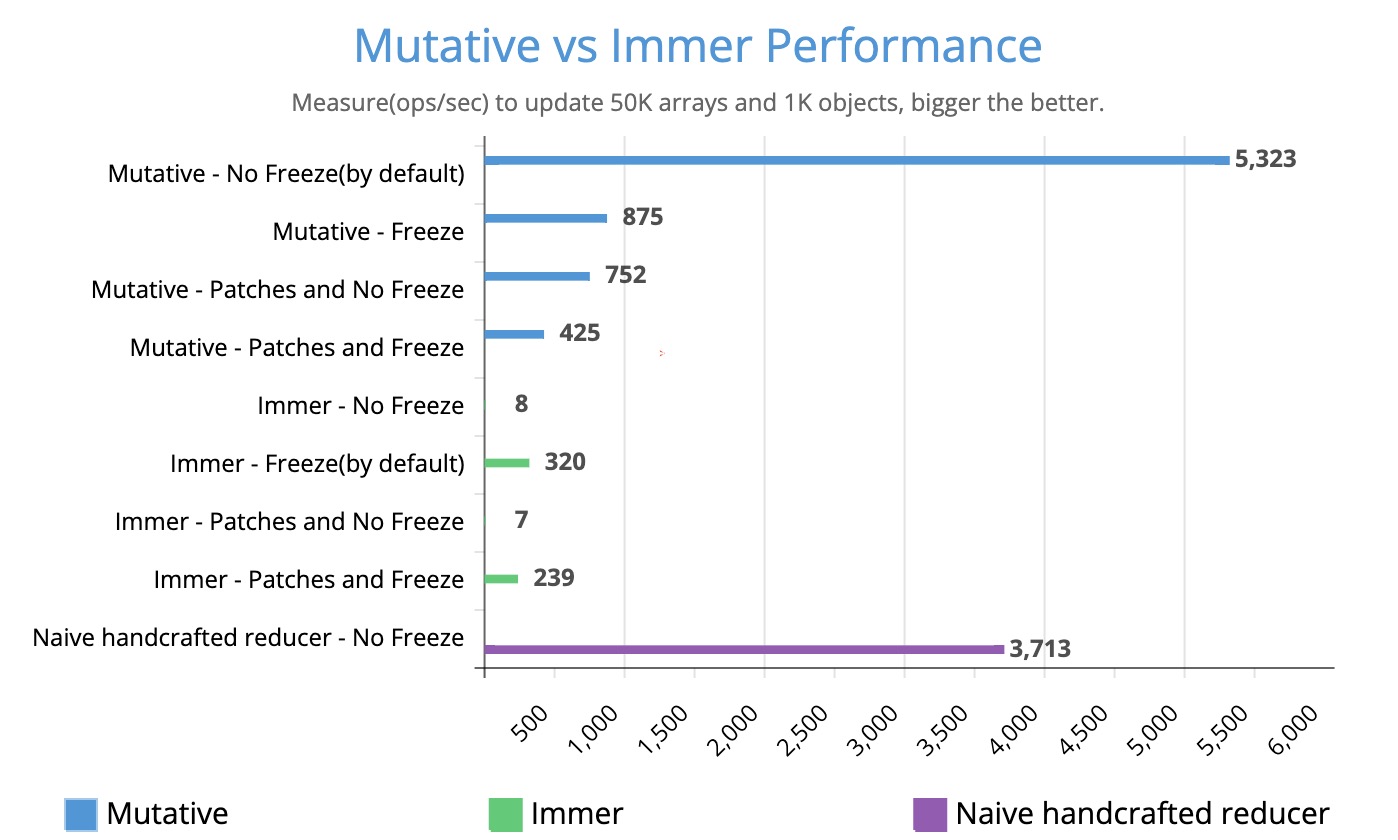 Mutative vs Immer Performance
Measure(ops/sec) to update 50K arrays and 1K objects, bigger the better.
Mutative - No Freeze(by default) 5,323
Mutative - Freeze 875
Mutative - Patches and No Freeze 752
Mutative - Patches and Freeze 425
Immer - No Freeze 8
Immer - Freeze(by default) 320
Immer - Patches and No Freeze 7
Immer - Patches and Freeze 239
Naive handcrafted reducer - No Freeze 3,713
500 1,000 1,500 2,000 2,500 3,000 3,500 4,000 4,500 5,000 5,500 6,000
Mutative Immer Naive handcrafted reducer